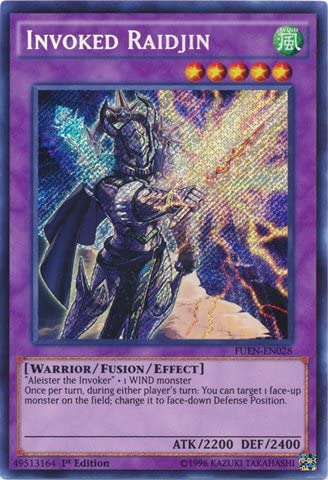 INVOKED RAIDJIN
WIND
風
FUEN-EN028
[WARRIOR/FUSION/EFFECT]
"Aleister the Invoker" + 1 WIND monster
Once per turn, during either player's turn: You can target 1 face-up
monster on the field; change it to face-down Defense Position.
ATK/2200 DEF/2400
49513164 1st Edition ©1996 KAZUKI TAKAHASHI